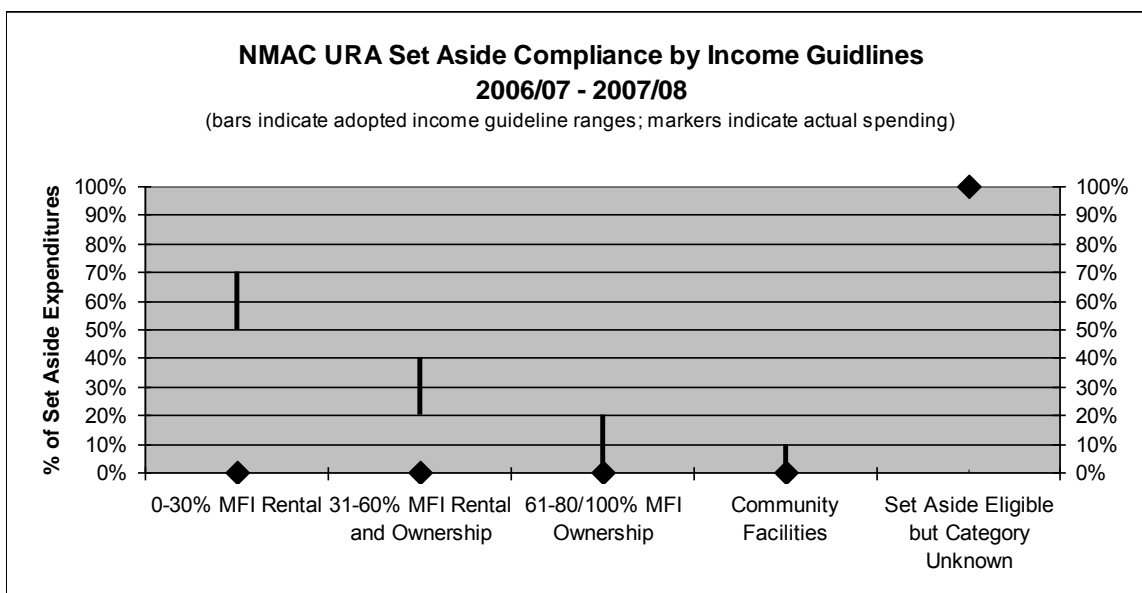 NMAC URA Set Aside Compliance by Income Guidlines
2006/07 - 2007/08
(bars indicate adopted income guideline ranges; markers indicate actual spending)
% of Set Aside Expenditures
100%
90%
80%
70%
60%
50%
40%
30%
20%
10%
0%
100%
90%
80%
70%
60%
50%
40%
30%
20%
10%
0%
0-30% MFI Rental
31-60% MFI Rental
and Ownership
61-80/100% MFI
Ownership
Community
Facilities
Set Aside Eligible
but Category
Unknown